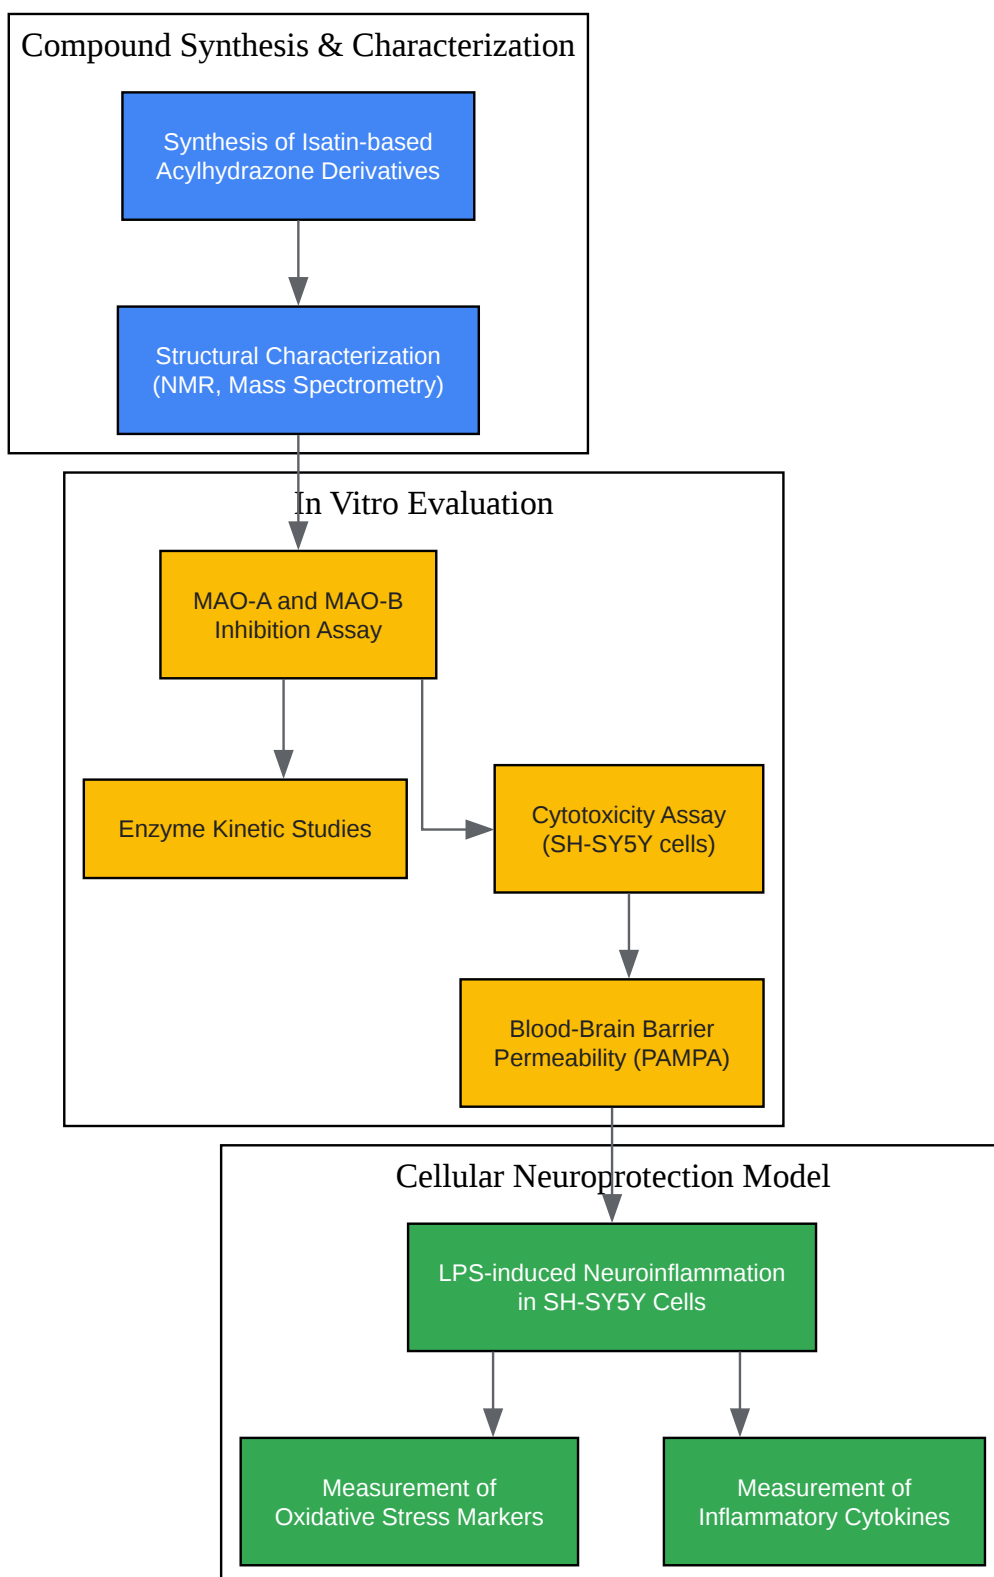 Compound Synthesis & Characterization
Synthesis of Isatin-based
Acylhydrazone Derivatives
Structural Characterization
(NMR, Mass Spectrometry)
In Vitro Evaluation
MAO-A and MAO-B
Inhibition Assay
Enzyme Kinetic Studies
Cytotoxicity Assay
(SH-SY5Y cells)
Blood-Brain Barrier
Permeability (PAMPA)
Cellular Neuroprotection Model
LPS-induced Neuroinflammation
in SH-SY5Y Cells
Measurement of
Oxidative Stress Markers
Measurement of
Inflammatory Cytokines